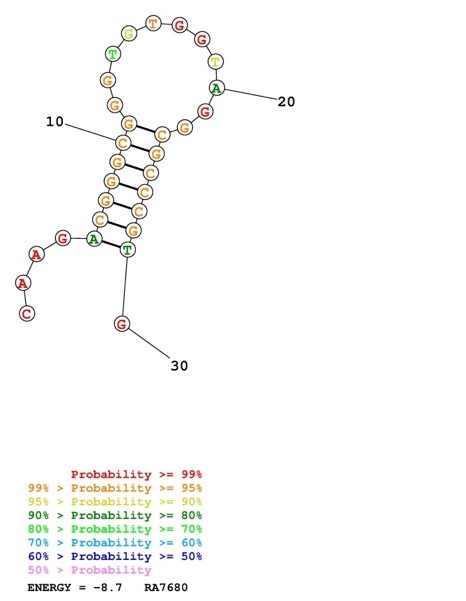 G T G G
T T
G A 20
G G
10 G C G
C G
G C
G C
G C
C G
G A T
A
A
C
G
30
Probability >= 99%
99% > Probability >= 95%
95% > Probability >= 90%
90% > Probability >= 80%
80% > Probability >= 70%
70% > Probability >= 60%
60% > Probability >= 50%
50% > Probability
ENERGY = -8.7 RA7680